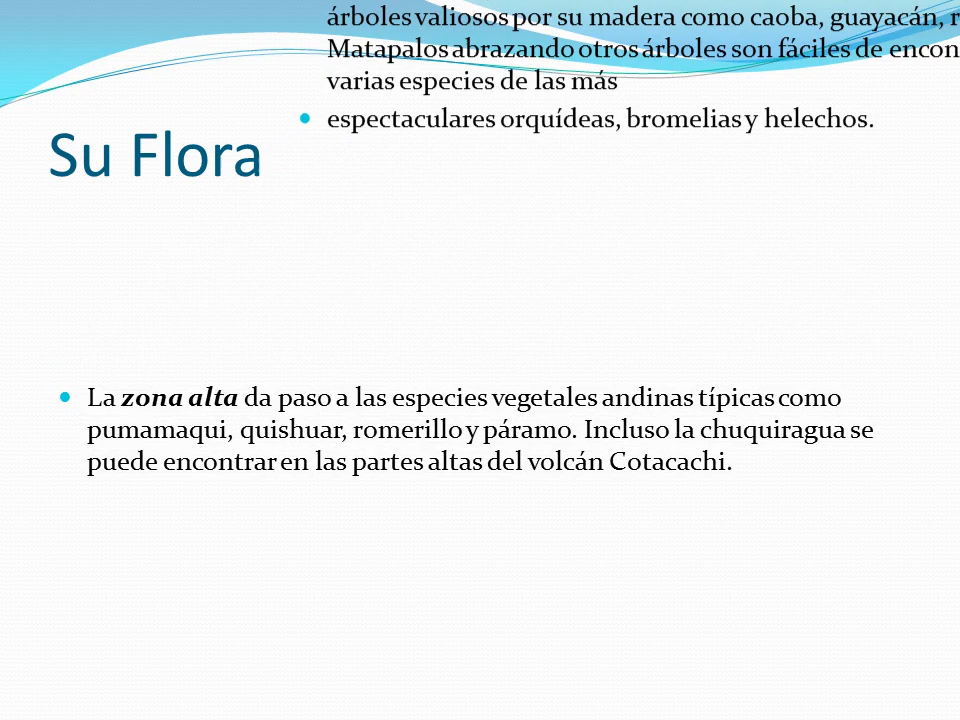 árboles valiosos por su madera como caoba, guayacán,
Matapalos abrazando otros árboles son fáciles de
varias especies de las más
espectaculares orquídeas, bromelias y helechos.
Su Flora
La zona alta da paso a las especies vegetales andinas típicas como
pumamaqui, quishuar, romerillo y páramo. Incluso la chuquiragua se
puede encontrar en las partes altas del volcán Cotacachi.